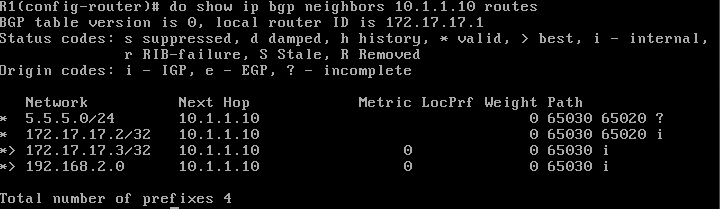 R1(config-router)# do show ip bgp neighbors 10.1.1.10 routes
BGP table version is 0, local router ID is 172.17.17.1
Status codes: s suppressed, d damped, h history, * valid, > best, i - internal,
r RIB-failure, S Stale, R Removed
Origin codes: i - IGP, e - EGP, ? - incomplete
Network Next Hop Metric LocPrf Weight Path
* 5.5.5.0/24 10.1.1.10 0 65030 65020 ?
* 172.17.17.2/32 10.1.1.10 0 65030 65020 i
*> 172.17.17.3/32 10.1.1.10 0 0 65030 i
*> 192.168.2.0 10.1.1.10 0 0 65030 i
Total number of prefixes 4